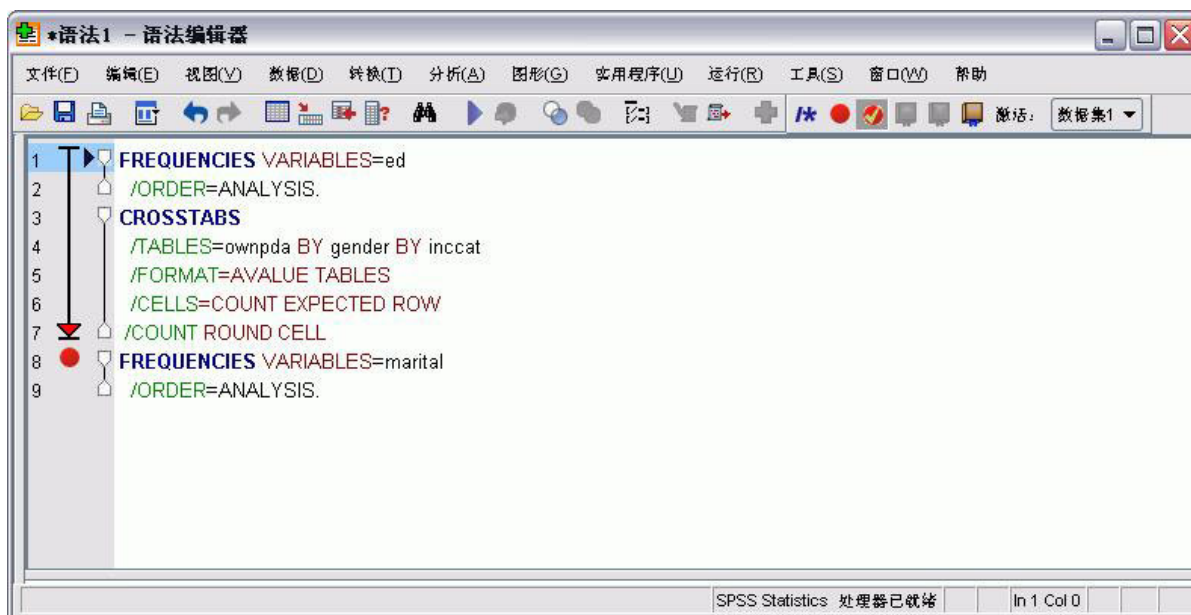 *语法1 - 语法编辑器
文件(F) 编辑(E) 视图(V) 数据(D) 转换(T) 分析(A) 图形(G) 实用程序(U) 运行(R) 工具(S) 窗口(W) 帮助
激活： 数据集1
1 FREQUENCIES VARIABLES=ed
2 /ORDER=ANALYSIS.
3 CROSSTABS
4 /TABLES=ownpda BY gender BY inccat
5 /FORMAT=AVALUE TABLES
6 /CELLS=COUNT EXPECTED ROW
7 /COUNT ROUND CELL
8 FREQUENCIES VARIABLES=marital
9 /ORDER=ANALYSIS.
SPSS Statistics 处理器已就绪 In 1 Col 0